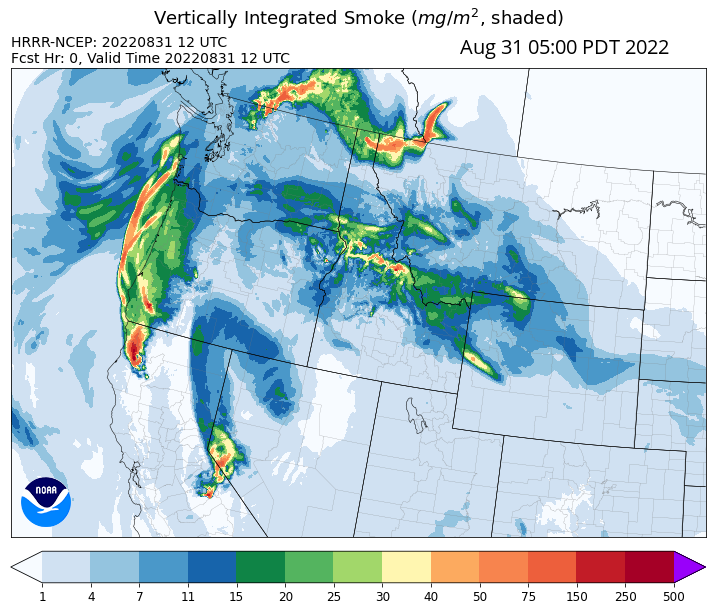 Vertically Integrated Smoke (mg/m², shaded)
HRRR-NCEP: 20220831 12 UTC
Fcst Hr: 0, Valid Time 20220831 12 UTC
Aug 31 05:00 PDT 2022
NOAA
1 4 7 11 15 20 25 30 40 50 75 150 250 500